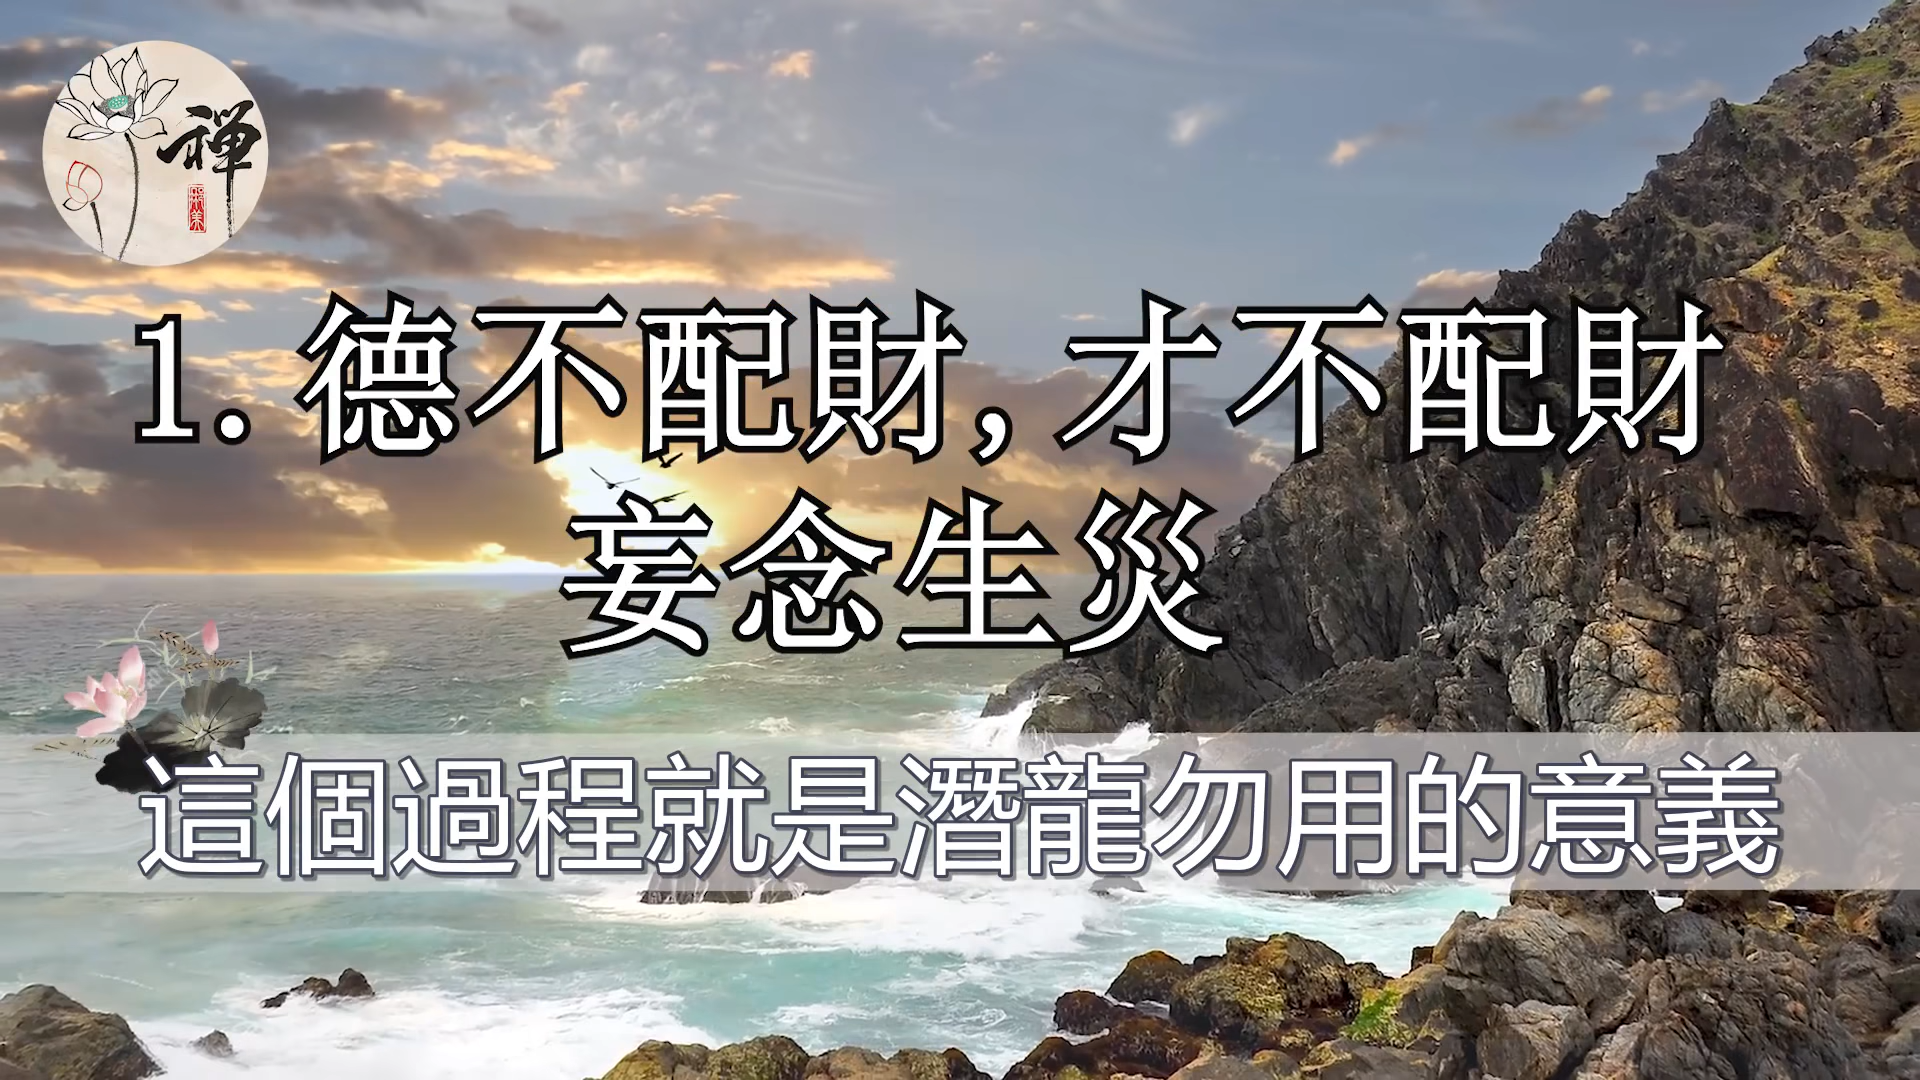 禅
1. 德不配財,才不配財
妄念生災
這個過程就是潛龍勿用的意義